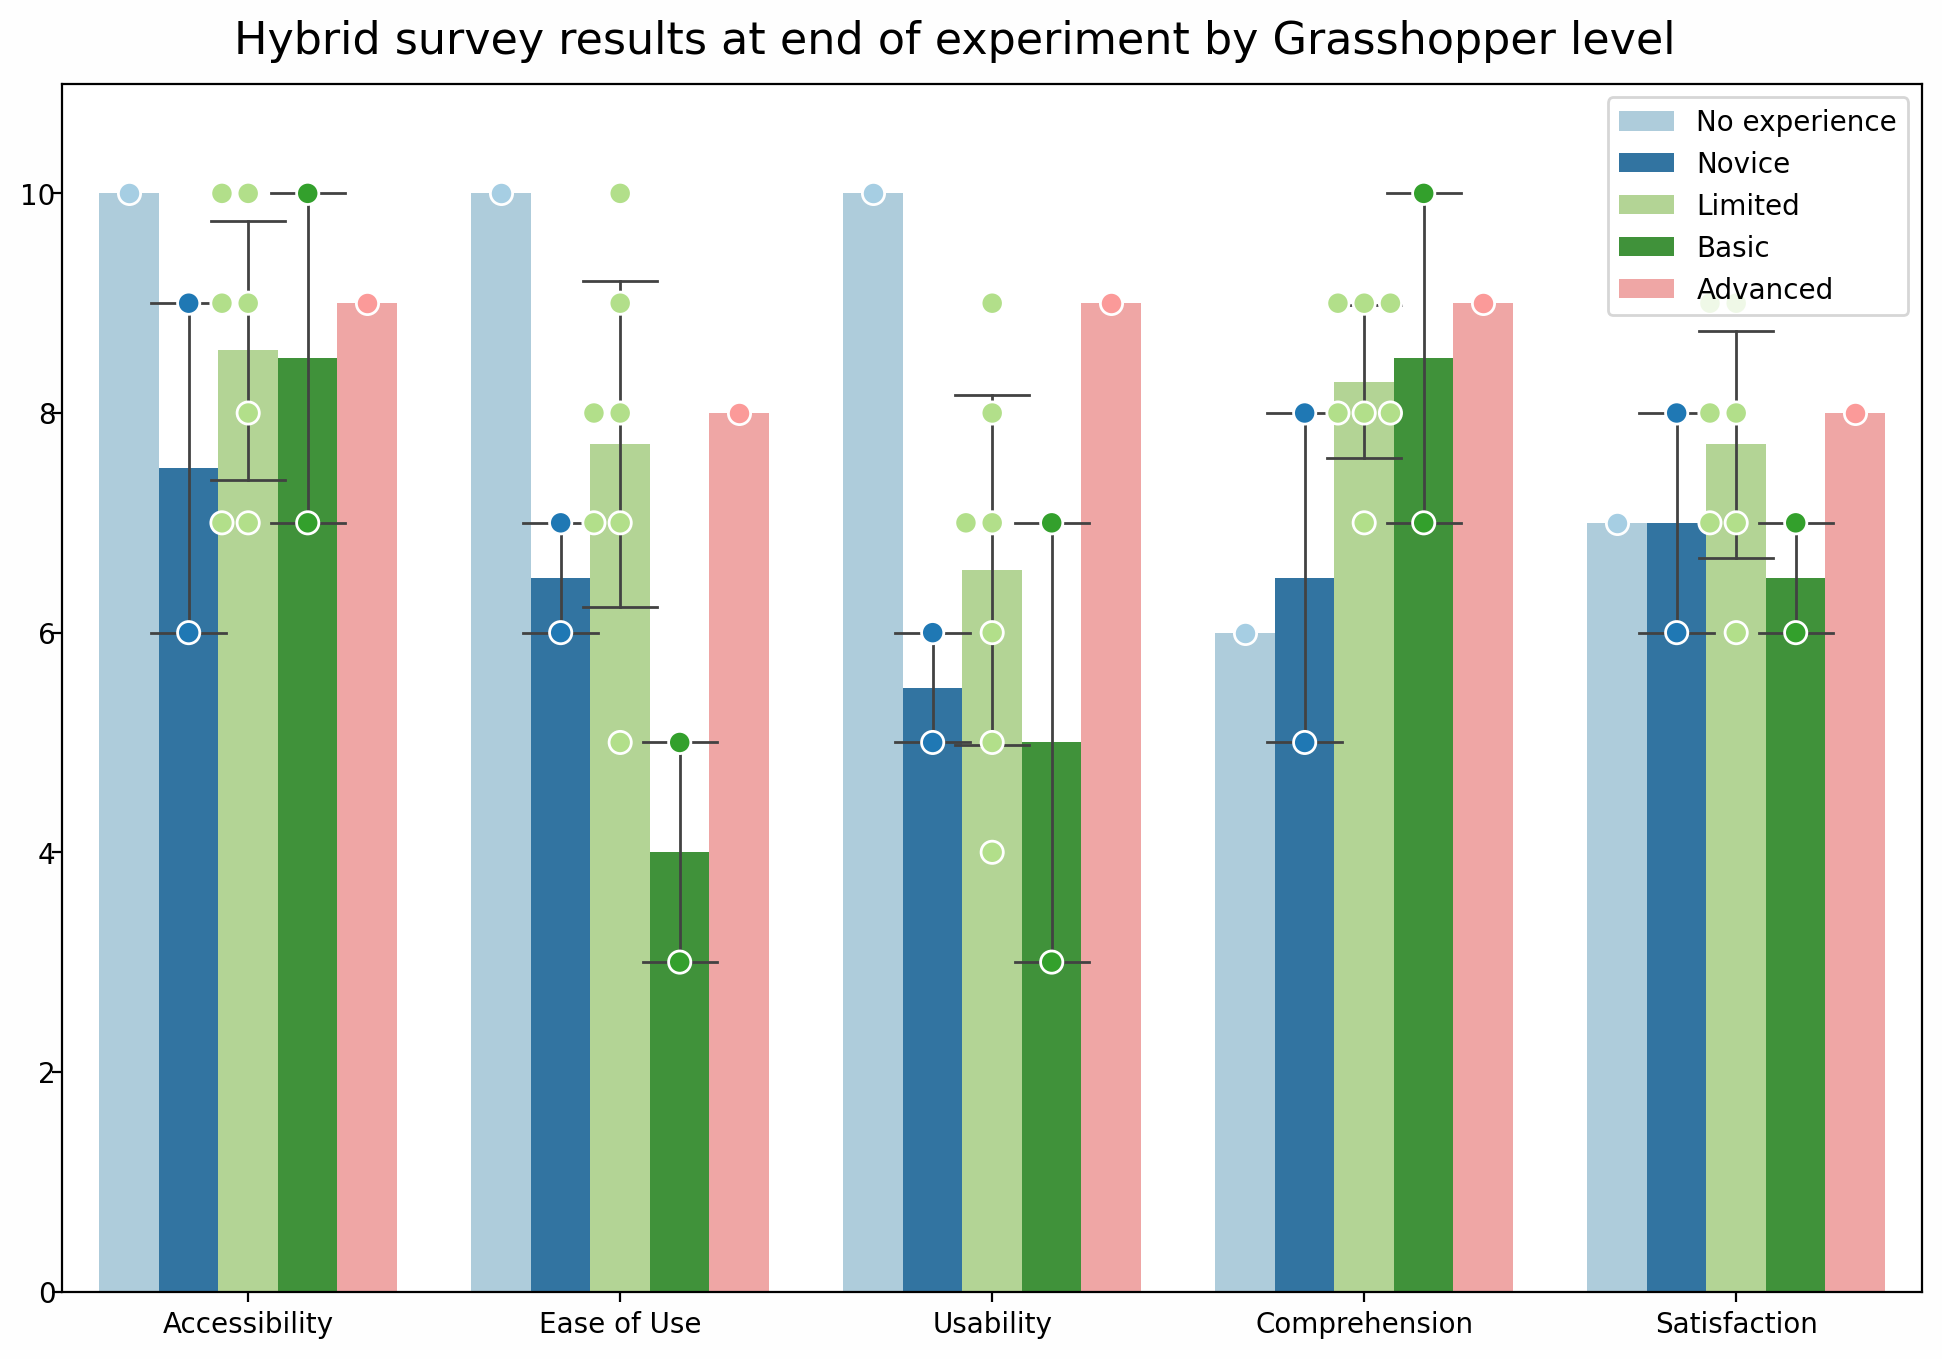 Hybrid survey results at end of experiment by Grasshopper level
No experience
Novice
Limited
Basic
Advanced
10
8
6
4
2
0
Accessibility
Ease of Use
Usability
Comprehension
Satisfaction